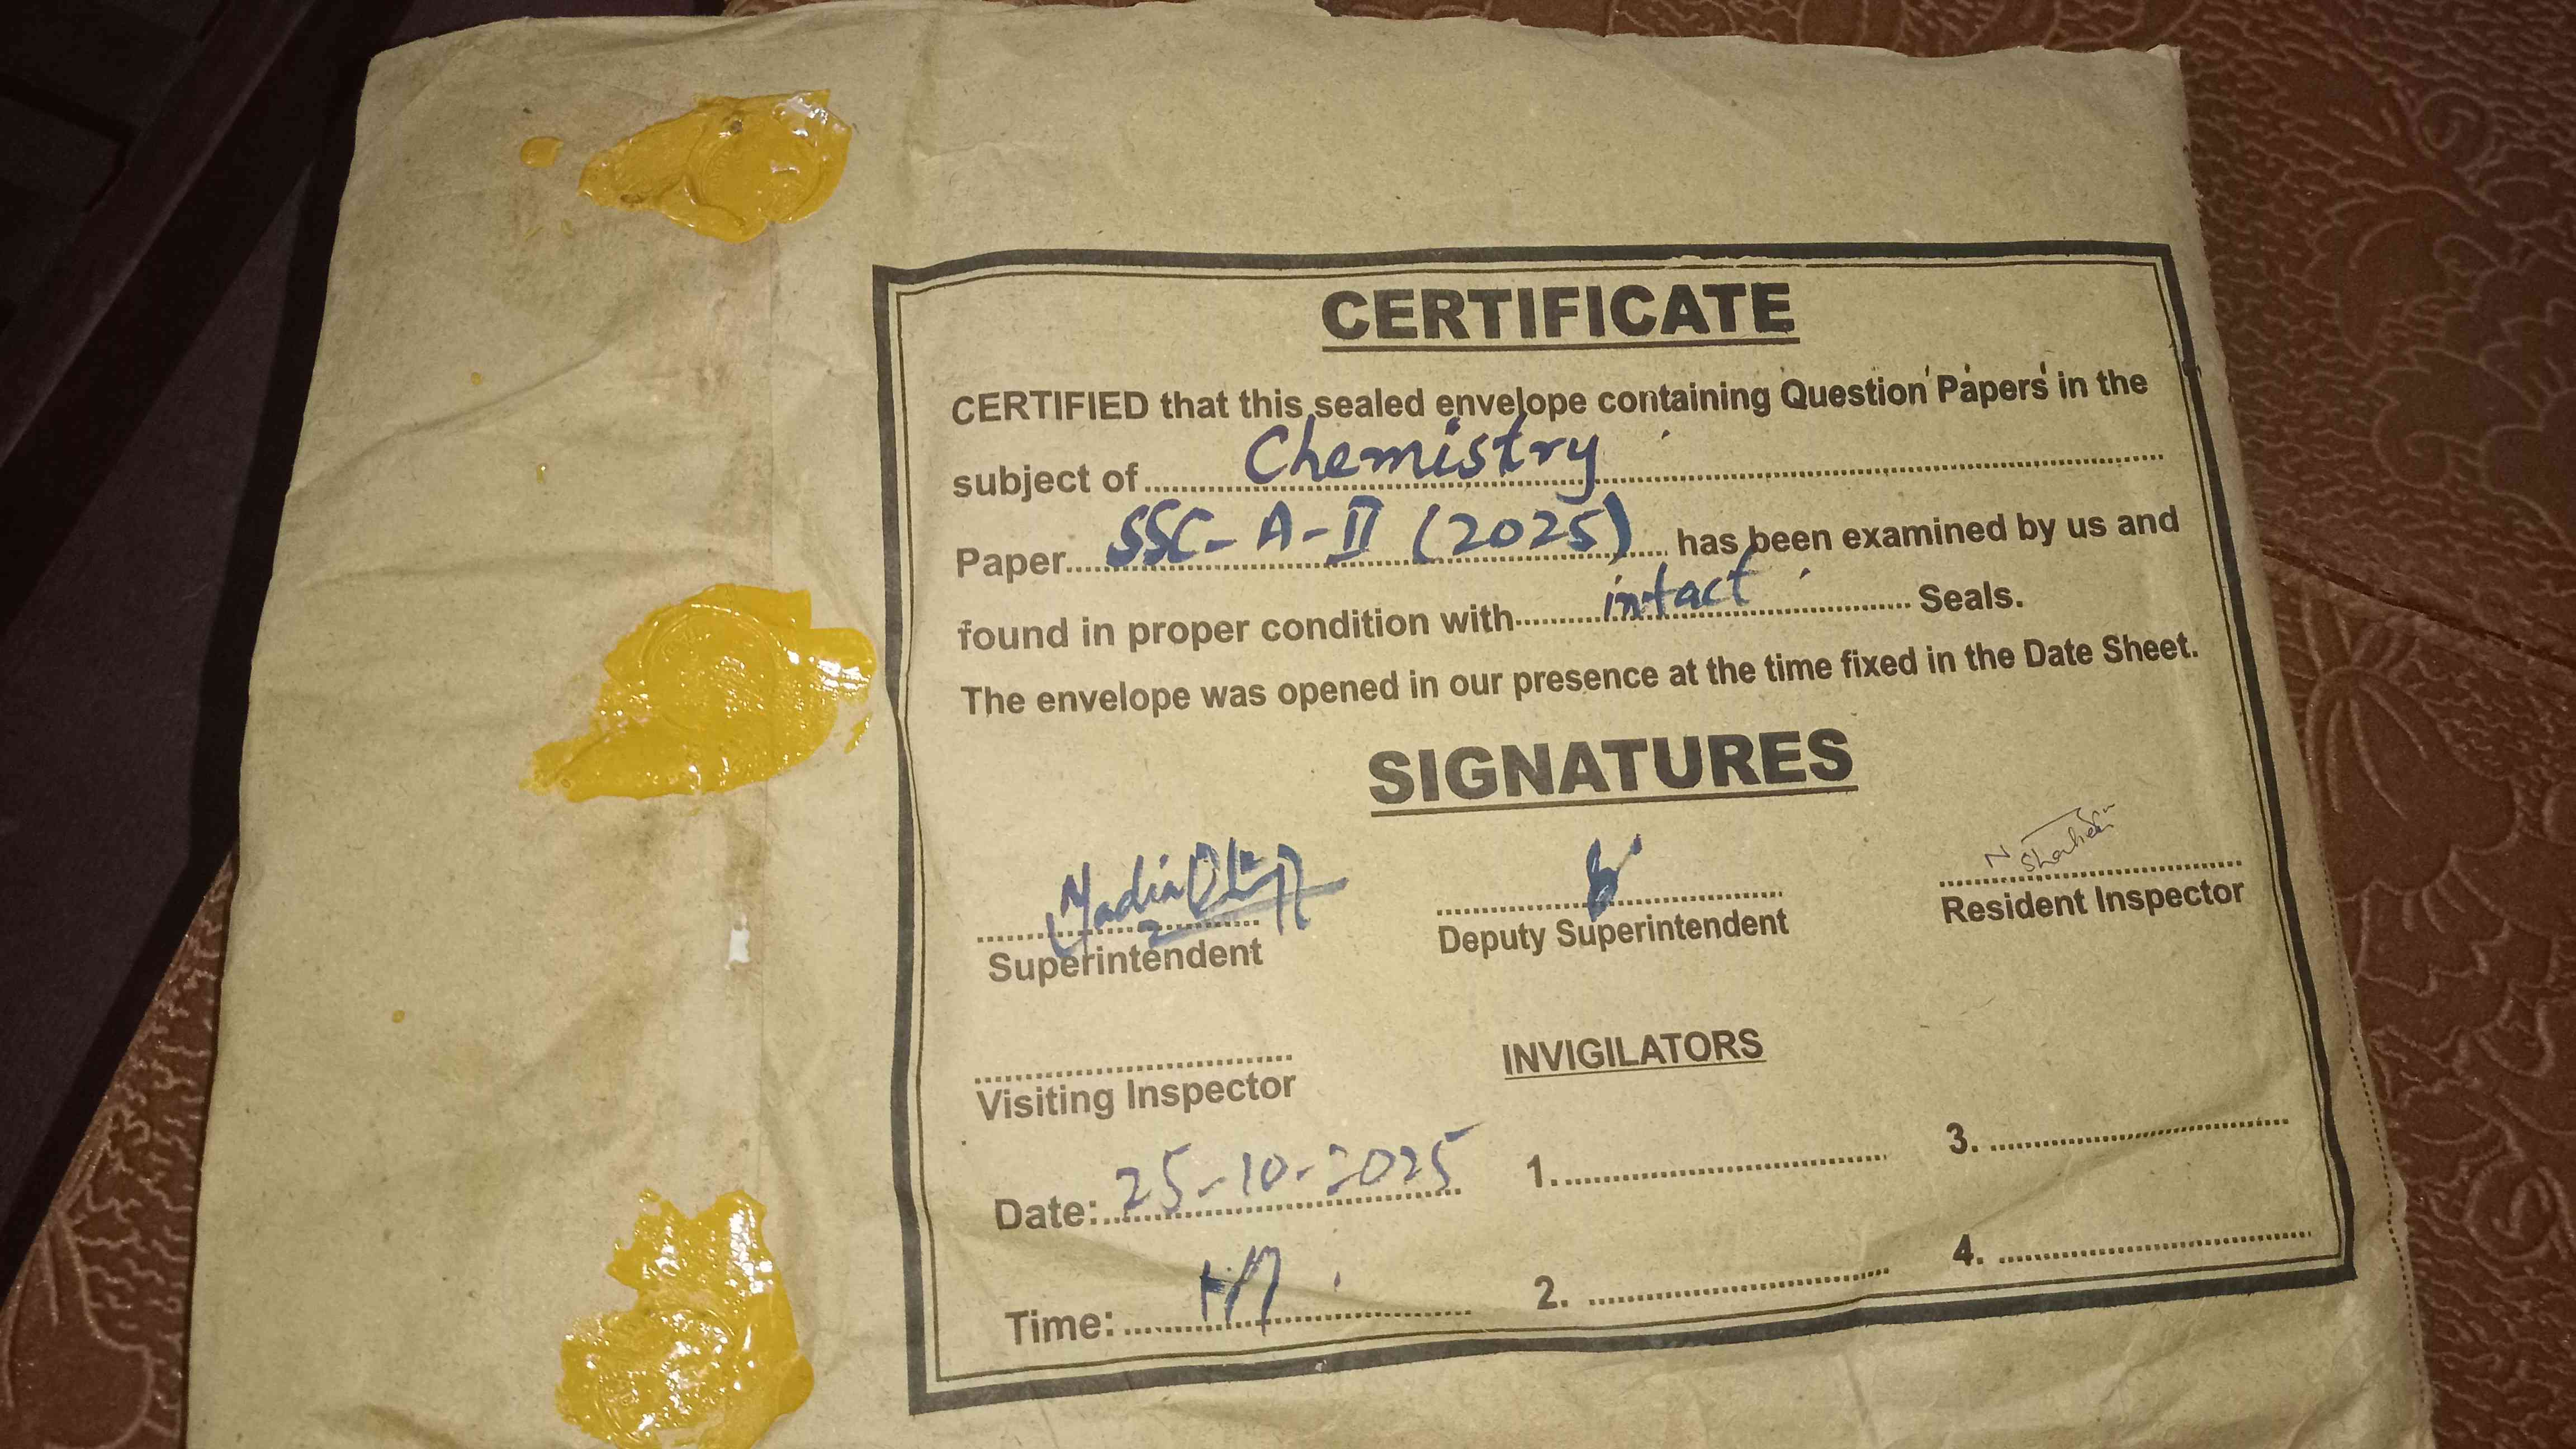 CERTIFICATE
CERTIFIED that this sealed envelope containing Question Papers in the
subject of Chemistry
Paper SSC-A-II (2025) has been examined by us and
found in proper condition with intact Seals.
The envelope was opened in our presence at the time fixed in the Date Sheet.
SIGNATURES
N Shaheen
Superintendent
Deputy Superintendent
Resident Inspector
Visiting Inspector
INVIGILATORS
Date: 25-10-2025
1.
3.
Time:
2.
4.